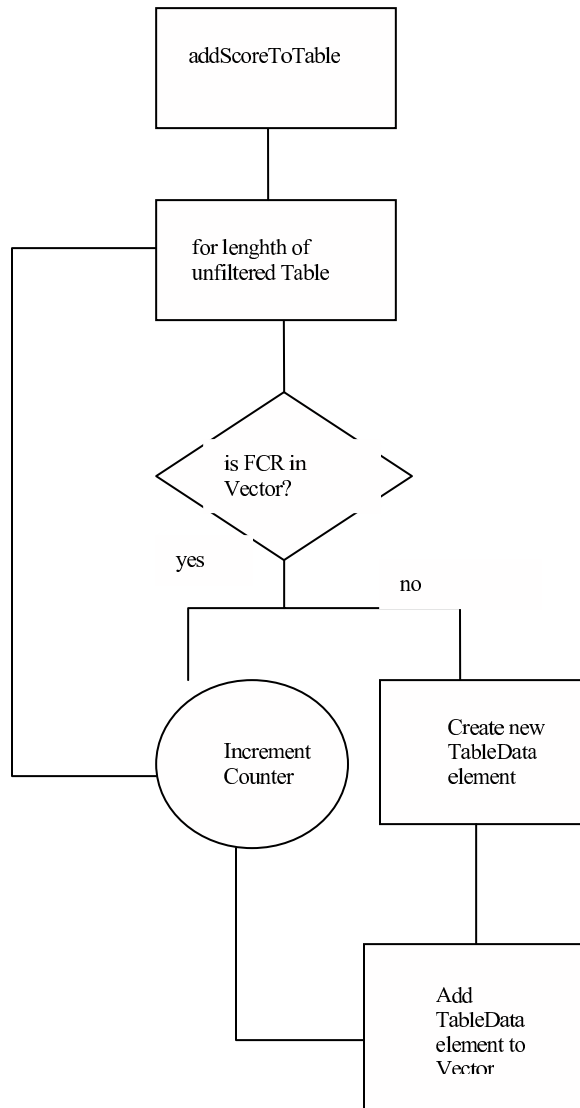 addScoreToTable
for lenghth of
unfiltered Table
is FCR in
Vector?
yes
no
Increment
Counter
Create new
TableData
element
Add
TableData
element to
Vector